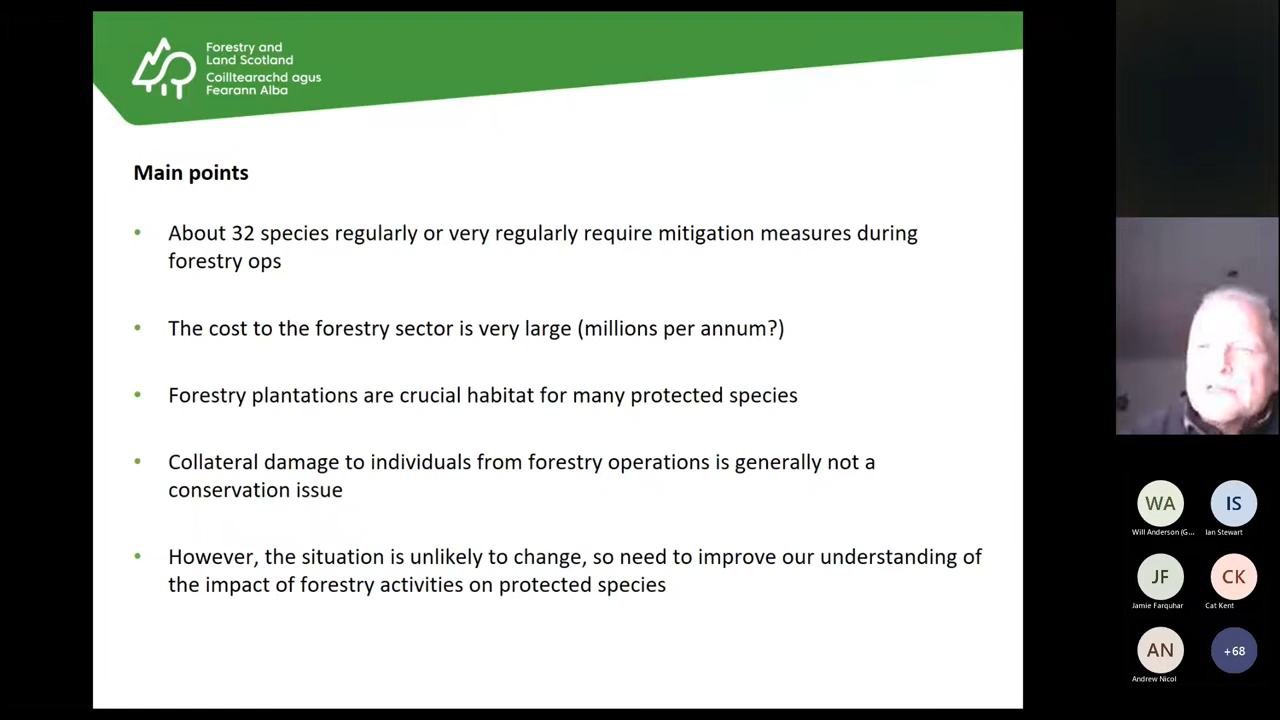 Forestry and
Land Scotland
Coilltearachd agus
Fearann Alba
Main points
• About 32 species regularly or very regularly require mitigation measures during
forestry ops
• The cost to the forestry sector is very large (millions per annum?)
• Forestry plantations are crucial habitat for many protected species
• Collateral damage to individuals from forestry operations is generally not a
conservation issue
• However, the situation is unlikely to change, so need to improve our understanding of
the impact of forestry activities on protected species
WA IS
Will Anderson (G... Ian Stewart
JF CK
Jamie Farquhar Cat Kent
AN +68
Andrew Nicol